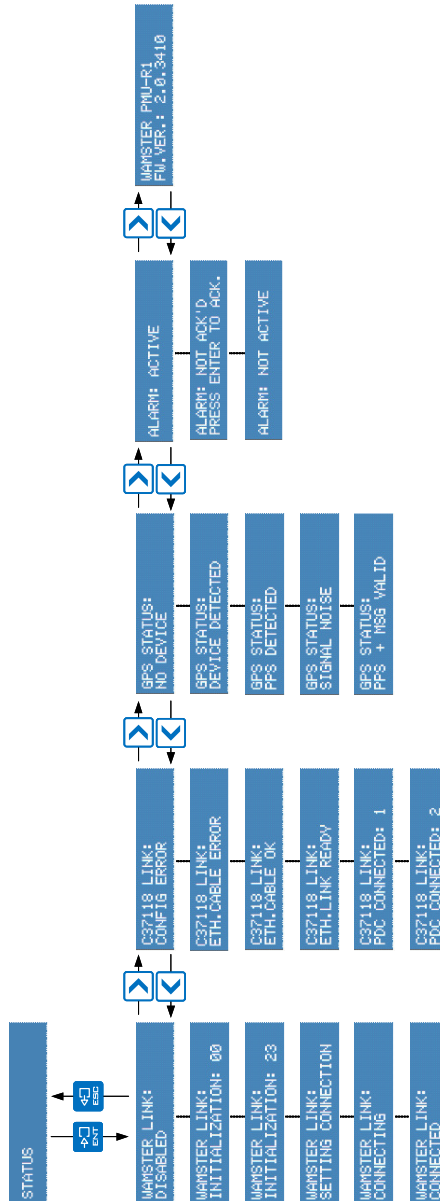 STATUS
ENT
ESC
WAMSTER LINK:
DISABLED
WAMSTER LINK:
INITIALIZATION: 00
WAMSTER LINK:
INITIALIZATION: 23
WAMSTER LINK:
SETTING CONNECTION
WAMSTER LINK:
CONNECTING
WAMSTER LINK:
CONNECTED
C37118 LINK:
CONFIG ERROR
C37118 LINK:
ETH.CABLE ERROR
C37118 LINK:
ETH.CABLE OK
C37118 LINK:
ETH.LINK READY
C37118 LINK:
PDC CONNECTED: 1
C37118 LINK:
PDC CONNECTED: 2
GPS STATUS:
NO DEVICE
GPS STATUS:
DEVICE DETECTED
GPS STATUS:
PPS DETECTED
GPS STATUS:
SIGNAL NOISE
GPS STATUS:
PPS + MSG VALID
ALARM: ACTIVE
ALARM: NOT ACK'D
PRESS ENTER TO ACK.
ALARM: NOT ACTIVE
WAMSTER PMU-R1
FW.VER.: 2.0.3410